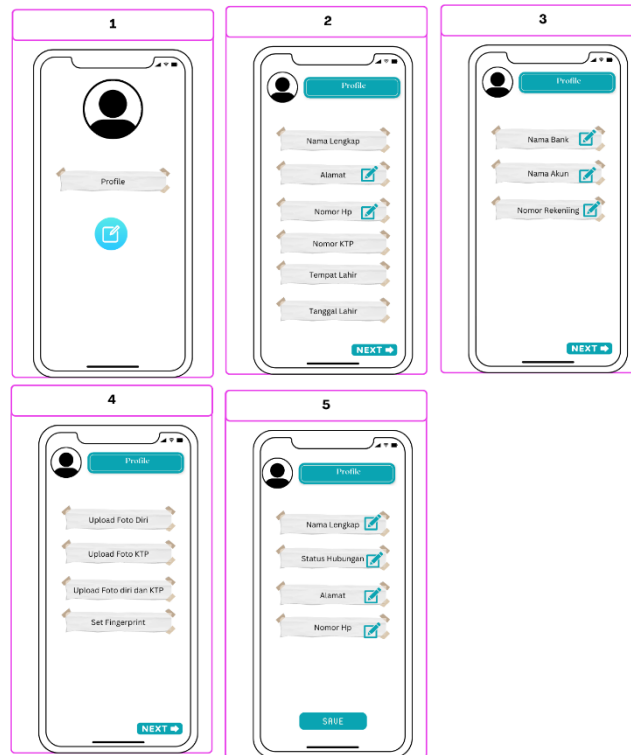 1
Profile
2
Profile
Nama Lengkap
Alamat
Nomor Hp
Nomor KTP
Tempat Lahir
Tanggal Lahir
NEXT
3
Profile
Nama Bank
Nama Akun
Nomor Rekeniing
NEXT
4
Profile
Upload Foto Diri
Upload Foto KTP
Upload Foto diri dan KTP
Set Fingerprint
NEXT
5
Profile
Nama Lengkap
Status Hubungan
Alamat
Nomor Hp
SAVE